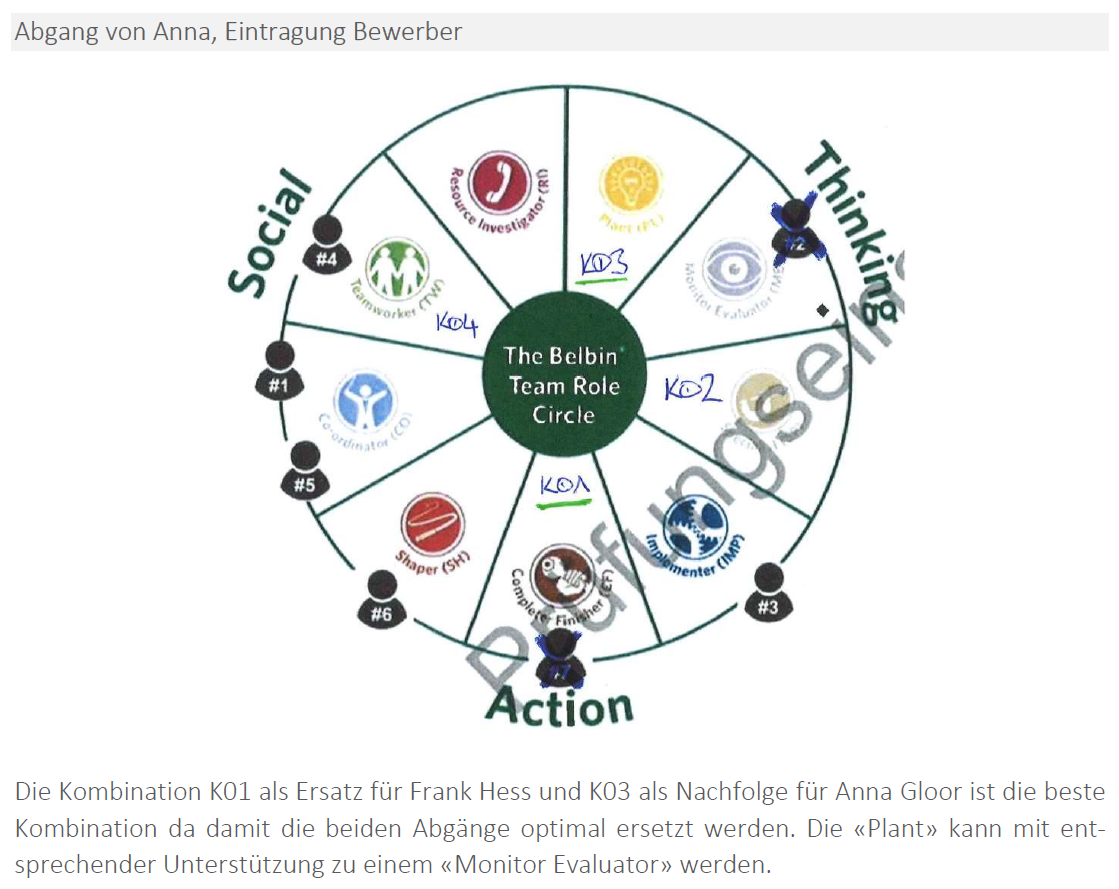 Abgang von Anna, Eintragung Bewerber
Social
Thinking
Resource Investigator (RI)
Plant (PL)
#2
#4
Teamworker (TW)
Monitor Evaluator (ME
K03
K04
The Belbin
Team Role
Circle
#1
Co-ordinator (CO)
K02
#5
K01
Shaper (SH)
Completer Finisher (CF)
Implementer (IMP)
#6
#3
#7
Action
Prüfungsself
Die Kombination K01 als Ersatz für Frank Hess und K03 als Nachfolge für Anna Gloor ist die beste
Kombination da damit die beiden Abgänge optimal ersetzt werden. Die «Plant» kann mit ent-
sprechender Unterstützung zu einem «Monitor Evaluator» werden.